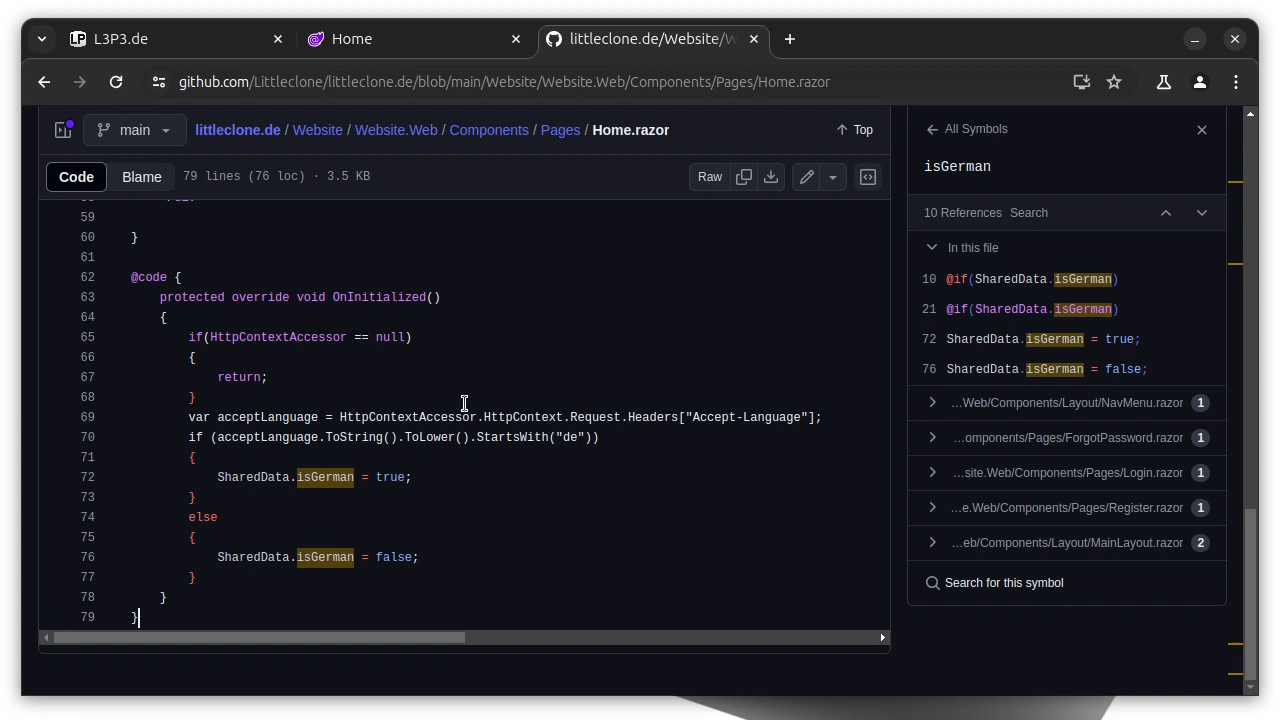 L3P3.de
Home
littleclone.de/Website/W
github.com/Littleclone/littleclone.de/blob/main/Website/Website.Web/Components/Pages/Home.razor
main
littleclone.de / Website / Website.Web / Components / Pages / Home.razor
Top
Code
Blame
79 lines (76 loc) · 3.5 KB
Raw
59
60 }
61
62 @code {
63 protected override void OnInitialized()
64 {
65 if(HttpContextAccessor == null)
66 {
67 return;
68 }
69 var acceptLanguage = HttpContextAccessor.HttpContext.Request.Headers["Accept-Language"];
70 if (acceptLanguage.ToString().ToLower().StartsWith("de"))
71 {
72 SharedData.isGerman = true;
73 }
74 else
75 {
76 SharedData.isGerman = false;
77 }
78 }
79 }
All Symbols
isGerman
10 References Search
In this file
10 @if(SharedData.isGerman)
21 @if(SharedData.isGerman)
72 SharedData.isGerman = true;
76 SharedData.isGerman = false;
…Web/Components/Layout/NavMenu.razor 1
…omponents/Pages/ForgotPassword.razor 1
…site.Web/Components/Pages/Login.razor 1
…e.Web/Components/Pages/Register.razor 1
…eb/Components/Layout/MainLayout.razor 2
Search for this symbol